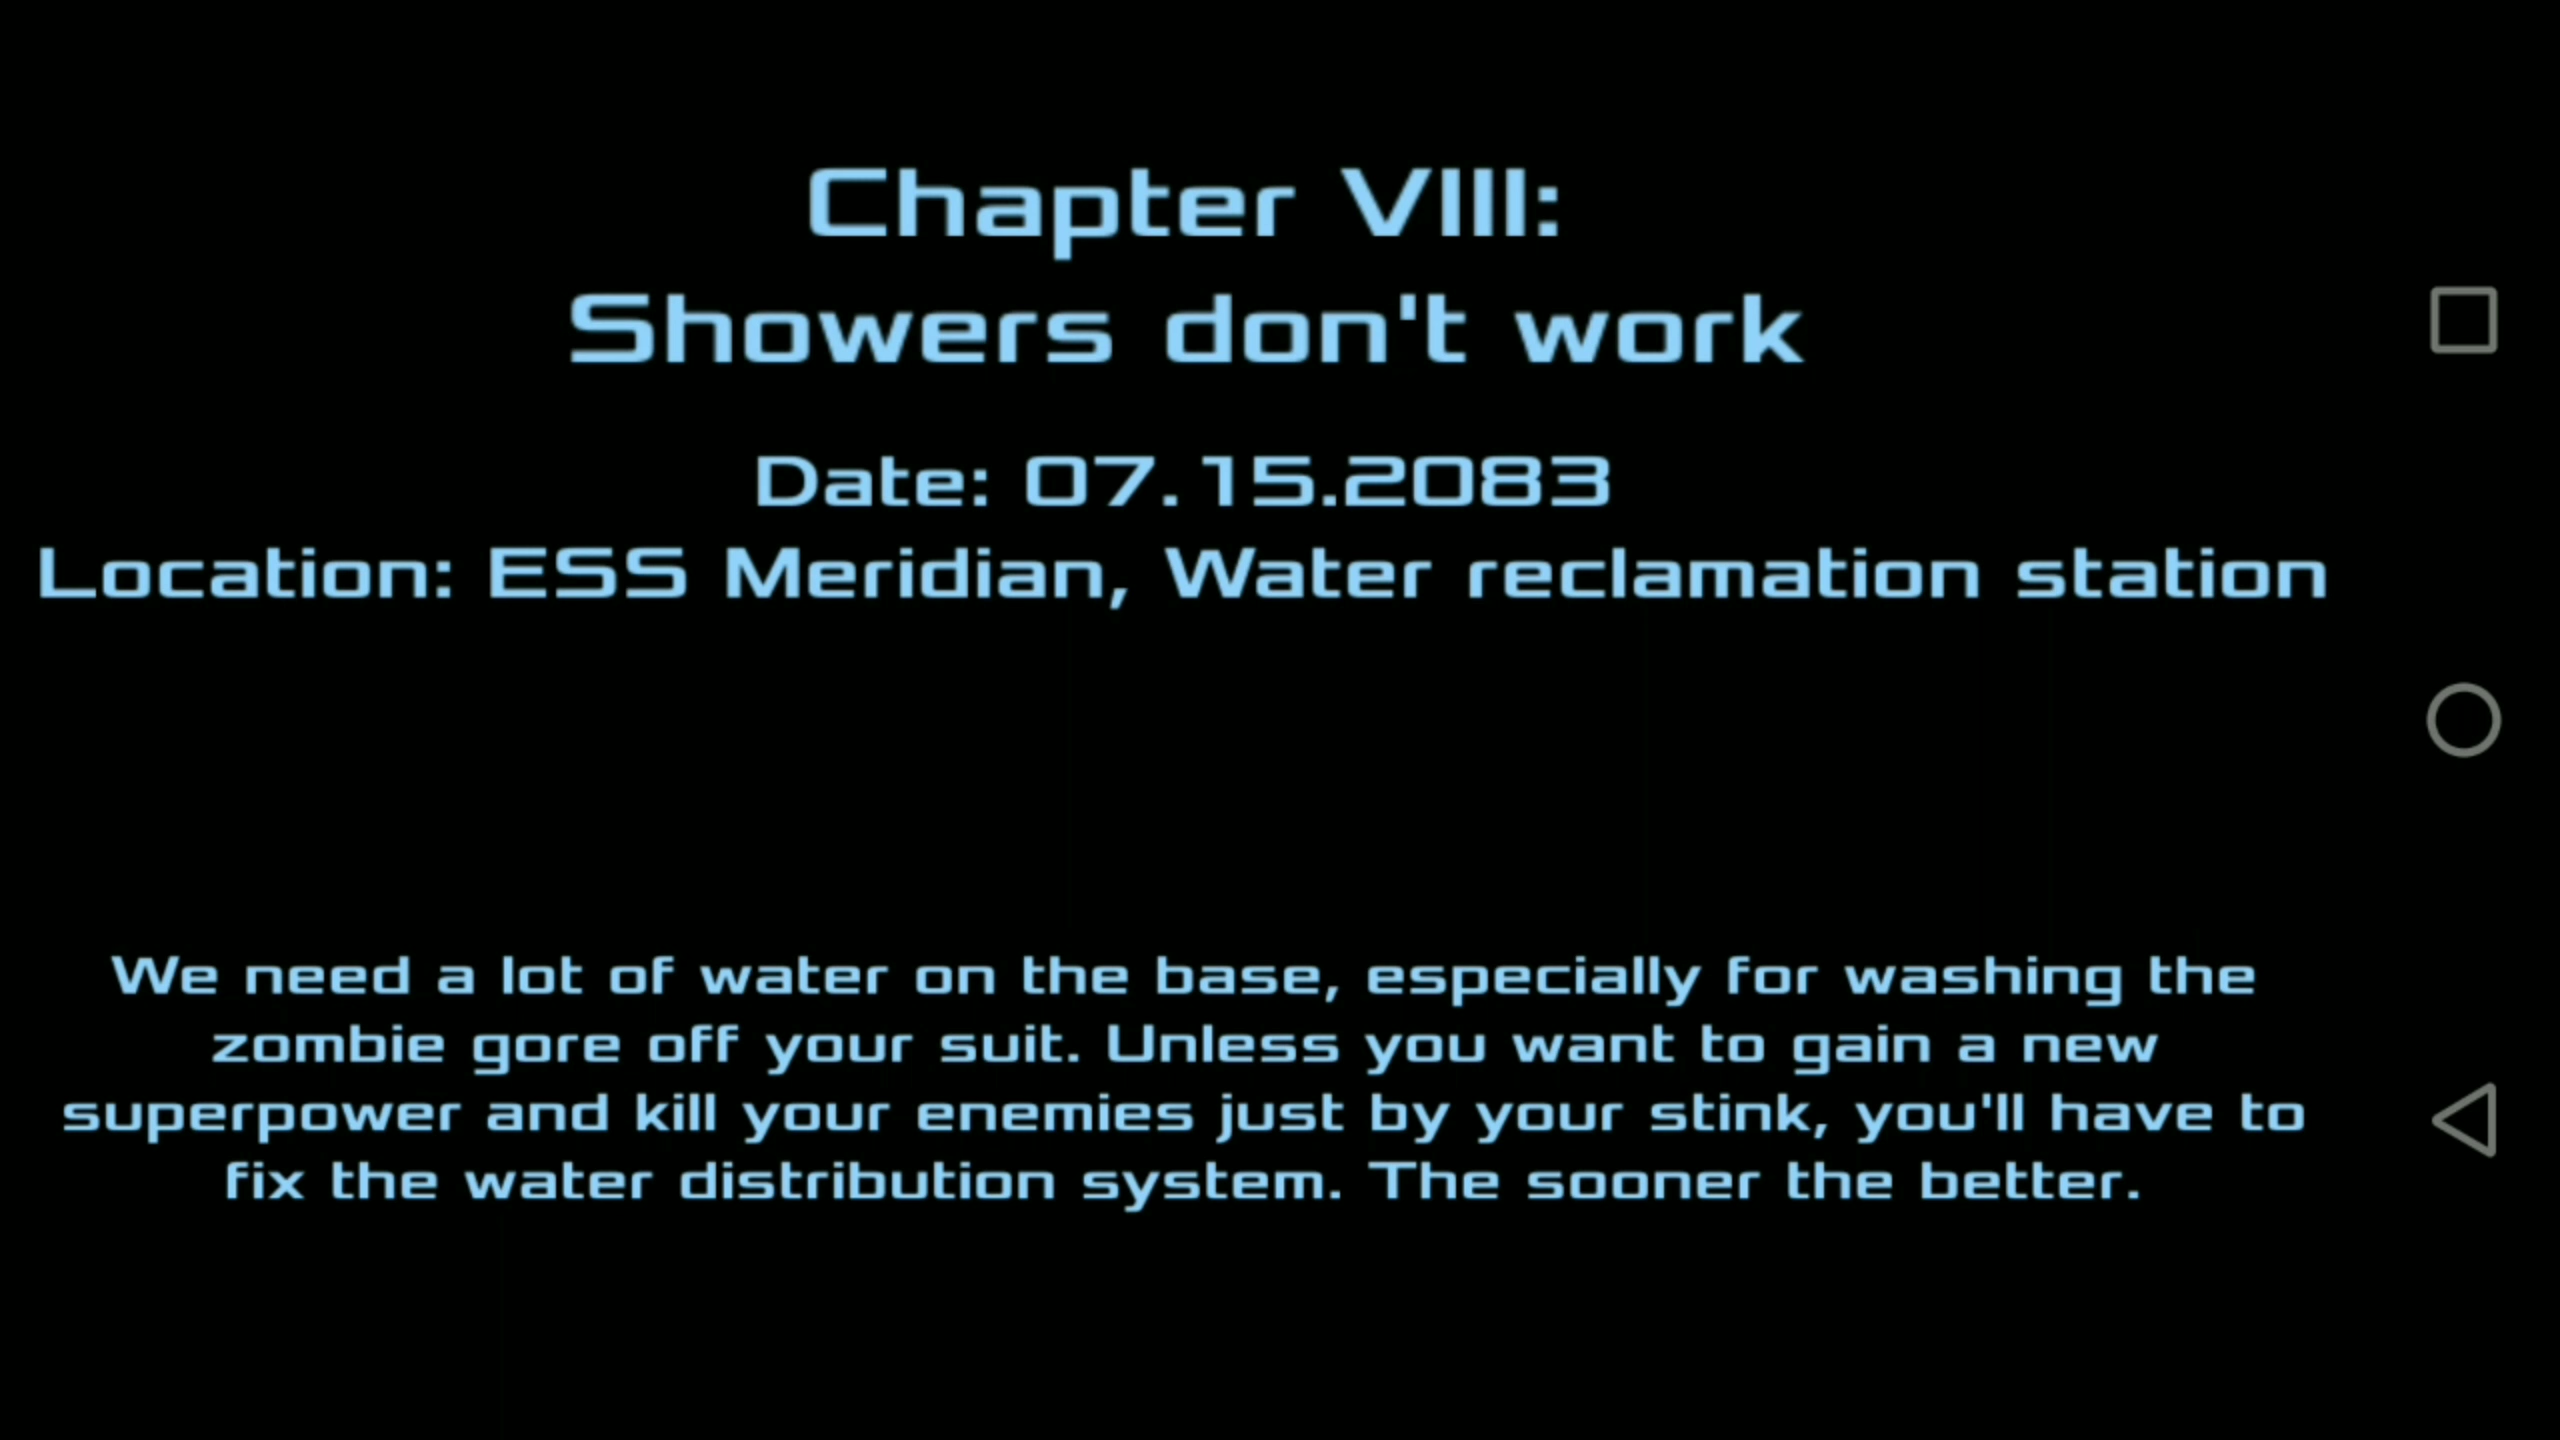 Chapter VIII:
Showers don't work
Date: 07.15.2083
Location: ESS Meridian, Water reclamation station
We need a lot of water on the base, especially for washing the
zombie gore off your suit. Unless you want to gain a new
superpower and kill your enemies just by your stink, you'll have to
fix the water distribution system. The sooner the better.